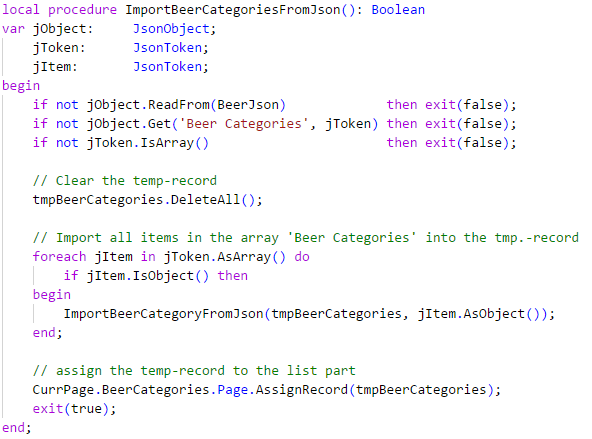 local procedure ImportBeerCategoriesFromJson(): Boolean
var jObject:      JsonObject;
    jToken:       JsonToken;
    jItem:        JsonToken;
begin
    if not jObject.ReadFrom(BeerJson)               then exit(false);
    if not jObject.Get('Beer Categories', jToken) then exit(false);
    if not jToken.IsArray()                         then exit(false);

    // Clear the temp-record
    tmpBeerCategories.DeleteAll();

    // Import all items in the array 'Beer Categories' into the tmp.-record
    foreach jItem in jToken.AsArray() do
        if jItem.IsObject() then
    begin
        ImportBeerCategoryFromJson(tmpBeerCategories, jItem.AsObject());
    end;

    // assign the temp-record to the list part
    CurrPage.BeerCategories.Page.AssignRecord(tmpBeerCategories);
    exit(true);
end;